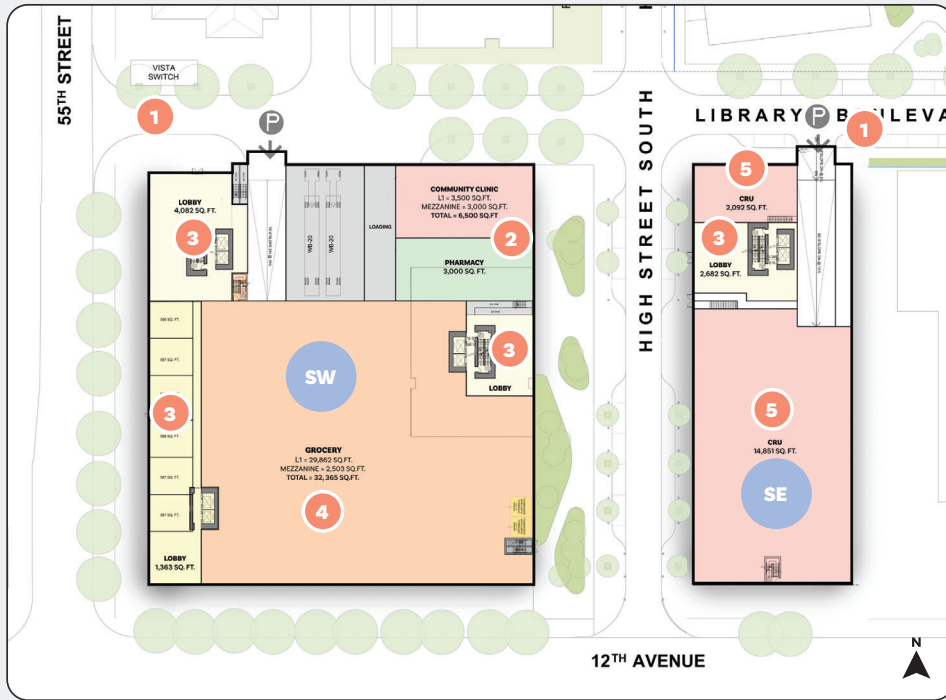 55TH STREET
VISTA
SWITCH
1
P
HIGH STREET SOUTH
LIBRARY
P
1
LOBBY
4,082 SQ. FT.
3
WB-20
WB-20
LOADING
COMMUNITY CLINIC
L1 = 3,500 SQ.FT.
MEZZANINE = 3,000 SQ.FT.
TOTAL = 6,500 SQ.FT
2
PHARMACY
3,000 SQ. FT.
5
CRU
2,092 SQ. FT.
3
LOBBY
2,682 SQ. FT.
SW
3
LOBBY
3
GROCERY
L1 = 29,862 SQ.FT.
MEZZANINE = 2,503 SQ.FT.
TOTAL = 32,365 SQ.FT.
4
5
CRU
14,851 SQ. FT.
SE
LOBBY
1,363 SQ. FT.
12TH AVENUE
N